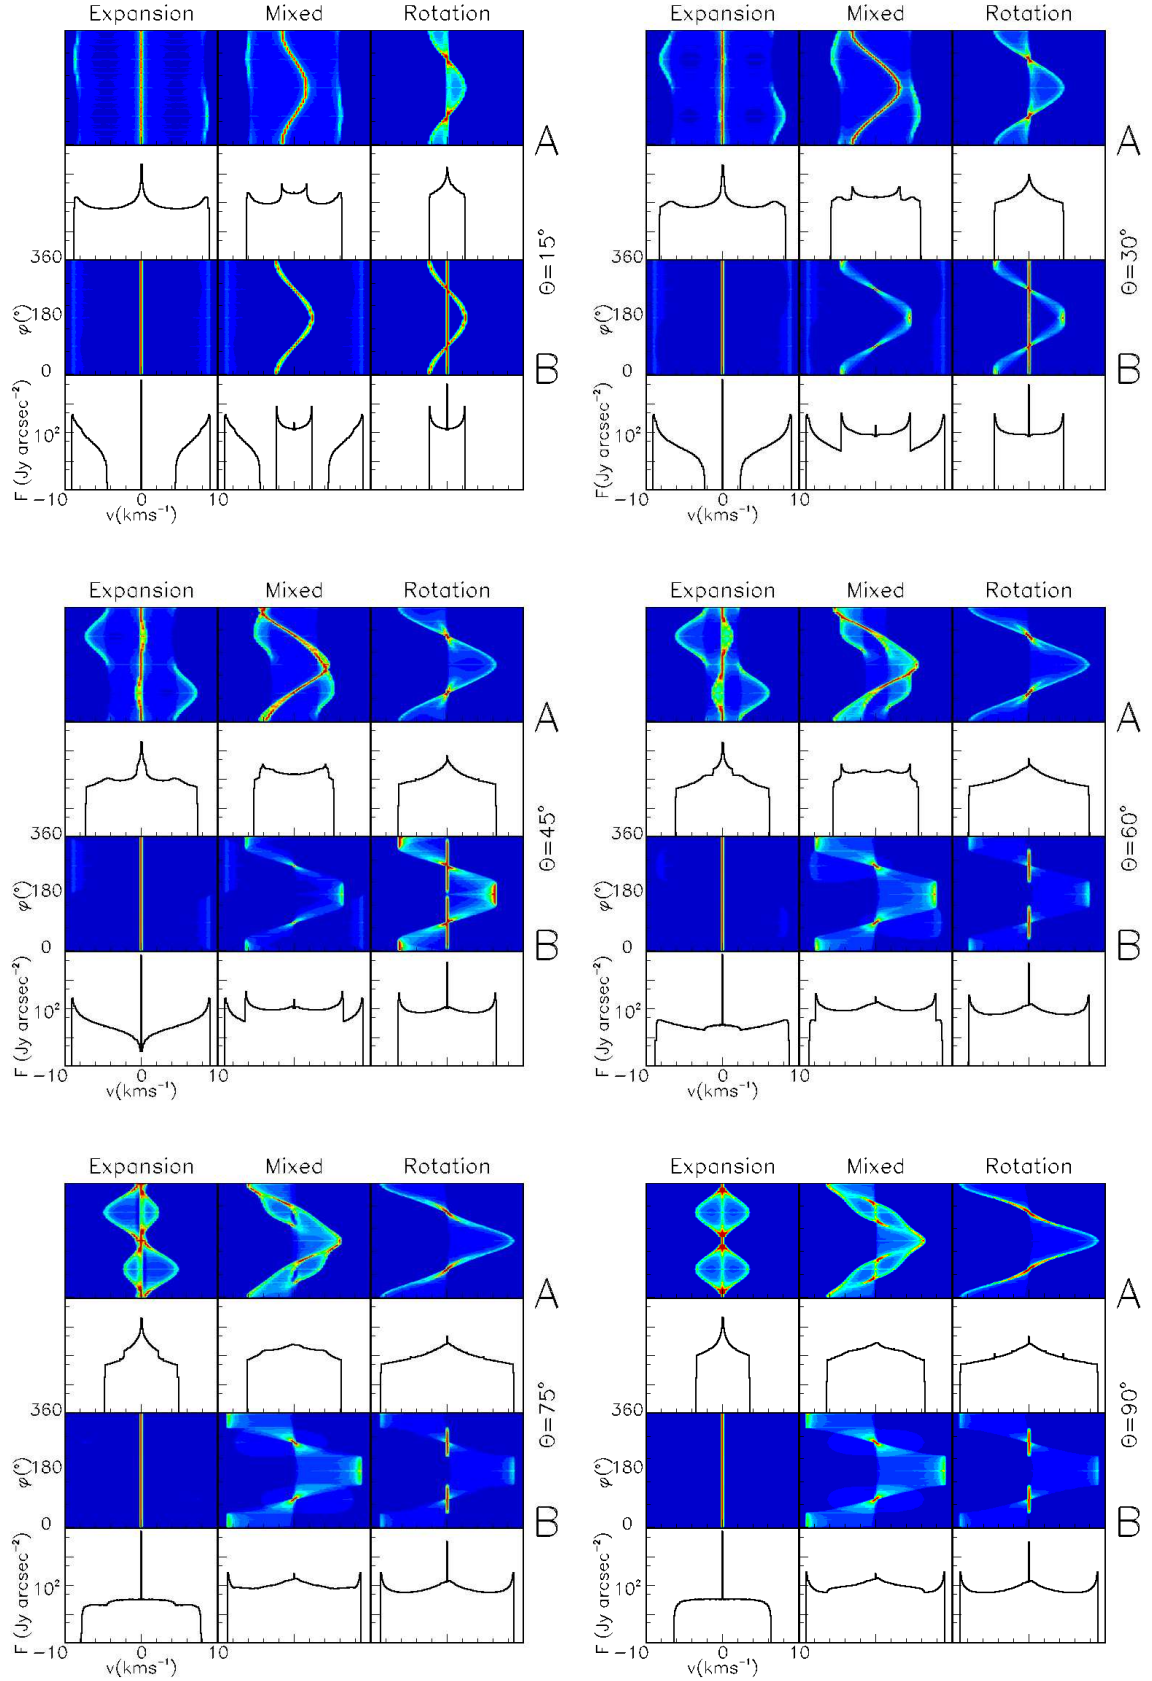 Expansion Mixed Rotation
A
Θ=15°
360
φ(°)
180
0
B
F (Jy arcsec⁻²)
10²
−10 0 10
v(kms⁻¹)
Expansion Mixed Rotation
A
Θ=30°
360
φ(°)
180
0
B
F(Jy arcsec⁻²)
10²
−10 0 10
v(kms⁻¹)
Expansion Mixed Rotation
A
Θ=45°
360
φ(°)
180
0
B
F (Jy arcsec⁻²)
10²
−10 0 10
v(kms⁻¹)
Expansion Mixed Rotation
A
Θ=60°
360
φ(°)
180
0
B
F (Jy arcsec⁻²)
10²
−10 0 10
v(kms⁻¹)
Expansion Mixed Rotation
A
Θ=75°
360
φ(°)
180
0
B
F (Jy arcsec⁻²)
10²
−10 0 10
v(kms⁻¹)
Expansion Mixed Rotation
A
Θ=90°
360
φ(°)
180
0
B
F (Jy arcsec⁻²)
10²
−10 0 10
v(kms⁻¹)